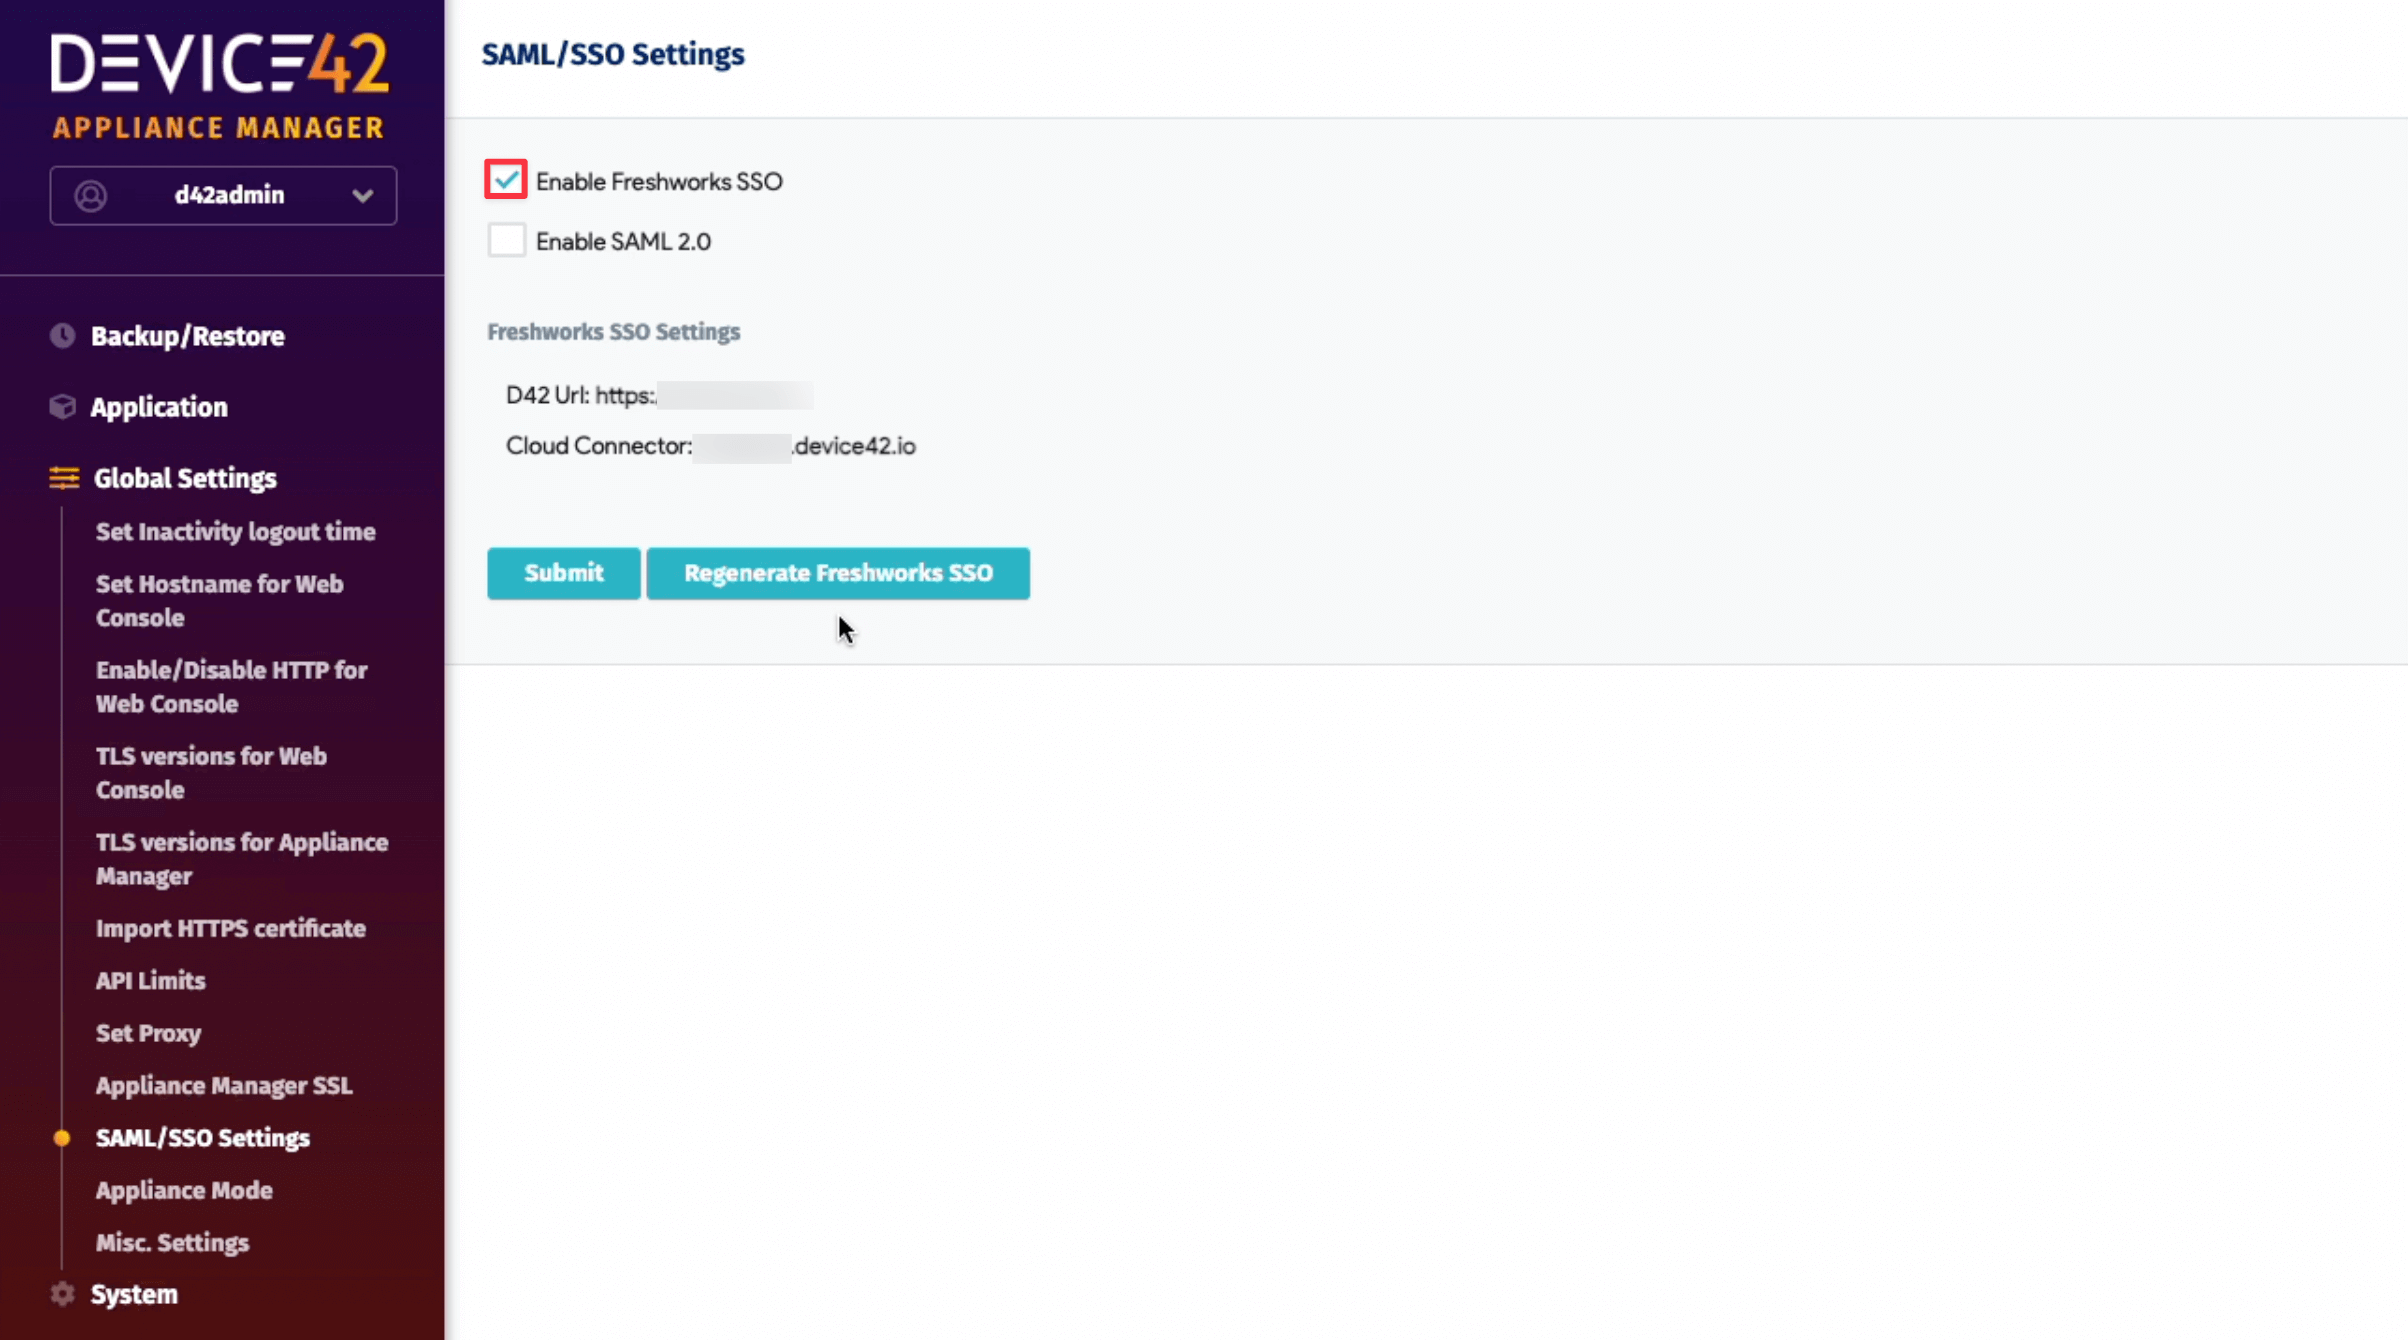 DEVICE42
APPLIANCE MANAGER
d42admin
Backup/Restore
Application
Global Settings
Set Inactivity logout time
Set Hostname for Web
Console
Enable/Disable HTTP for
Web Console
TLS versions for Web
Console
TLS versions for Appliance
Manager
Import HTTPS certificate
API Limits
Set Proxy
Appliance Manager SSL
SAML/SSO Settings
Appliance Mode
Misc. Settings
System
SAML/SSO Settings
Enable Freshworks SSO
Enable SAML 2.0
Freshworks SSO Settings
D42 Url: https:
Cloud Connector: .device42.io
Submit
Regenerate Freshworks SSO